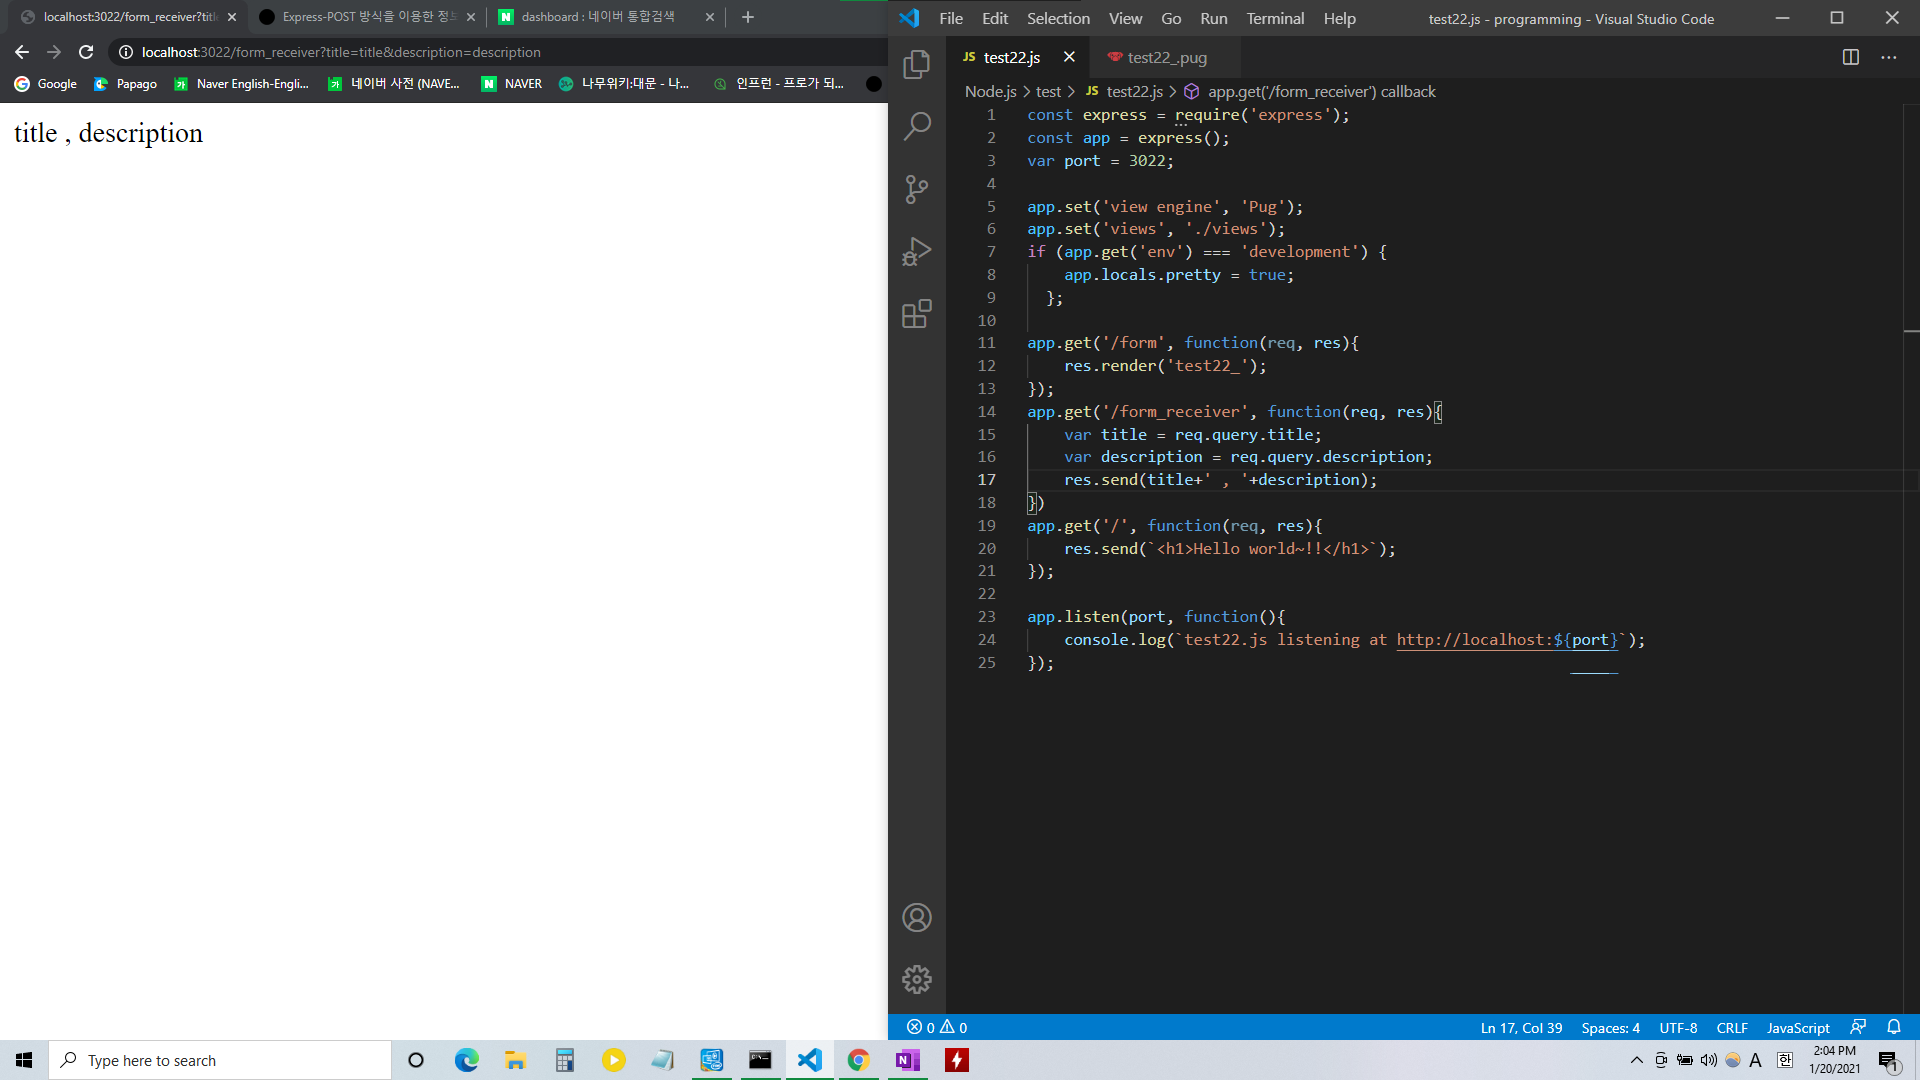 localhost:3022/form_receiver?titl
Express-POST 방식을 이용한 정보
dashboard : 네이버 통합검색
localhost:3022/form_receiver?title=title&description=description
Google
Papago
Naver English-Engli...
네이버 사전 (NAVE...
NAVER
나무위키:대문 - 나...
인프런 - 프로가 되...
title , description
File Edit Selection View Go Run Terminal Help
test22.js - programming - Visual Studio Code
JS test22.js
test22_.pug
Node.js > test > JS test22.js > app.get('/form_receiver') callback
1 const express = require('express');
2 const app = express();
3 var port = 3022;
4
5 app.set('view engine', 'Pug');
6 app.set('views', './views');
7 if (app.get('env') === 'development') {
8 app.locals.pretty = true;
9 };
10
11 app.get('/form', function(req, res){
12 res.render('test22_');
13 });
14 app.get('/form_receiver', function(req, res){
15 var title = req.query.title;
16 var description = req.query.description;
17 res.send(title+' , '+description);
18 })
19 app.get('/', function(req, res){
20 res.send(`<h1>Hello world~!!</h1>`);
21 });
22
23 app.listen(port, function(){
24 console.log(`test22.js listening at http://localhost:${port}`);
25 });
0 0
Ln 17, Col 39
Spaces: 4
UTF-8
CRLF
JavaScript
Type here to search
A
한
2:04 PM
1/20/2021
1